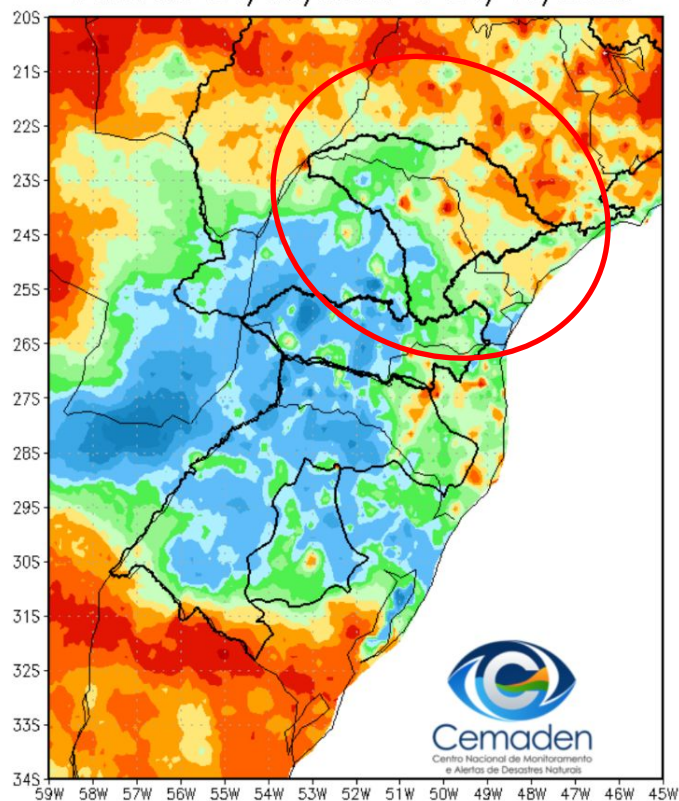 20S
21S
22S
23S
24S
25S
26S
27S
28S
29S
30S
31S
32S
33S
34S
59W 58W 57W 56W 55W 54W 53W 52W 51W 50W 49W 48W 47W 46W 45W
Cemaden
Centro Nacional de Monitoramento
e Alertas de Desastres Naturais